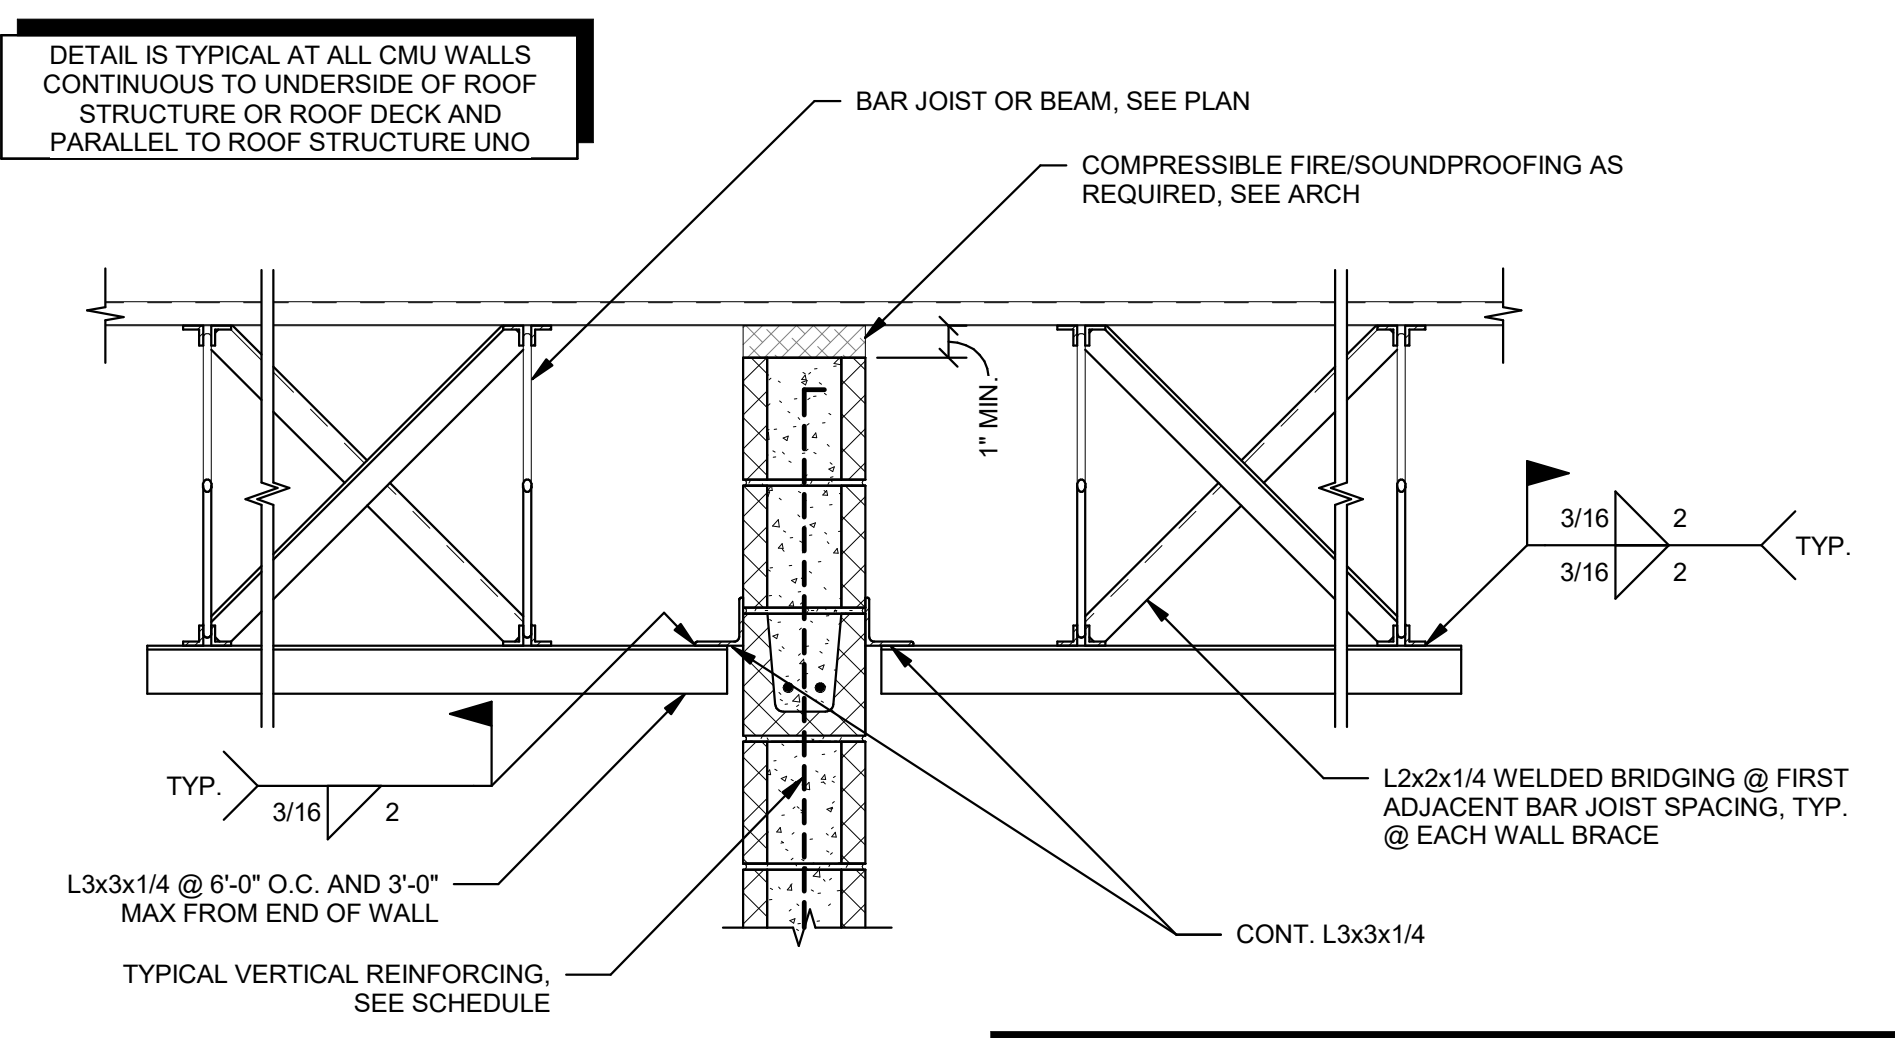 DETAIL IS TYPICAL AT ALL CMU WALLS
CONTINUOUS TO UNDERSIDE OF ROOF
STRUCTURE OR ROOF DECK AND
PARALLEL TO ROOF STRUCTURE UNO
BAR JOIST OR BEAM, SEE PLAN
COMPRESSIBLE FIRE/SOUNDPROOFING AS
REQUIRED, SEE ARCH
1" MIN.
3/16 2
TYP.
3/16 2
TYP.
3/16 2
L2x2x1/4 WELDED BRIDGING @ FIRST
ADJACENT BAR JOIST SPACING, TYP.
@ EACH WALL BRACE
L3x3x1/4 @ 6'-0" O.C. AND 3'-0"
MAX FROM END OF WALL
CONT. L3x3x1/4
TYPICAL VERTICAL REINFORCING,
SEE SCHEDULE